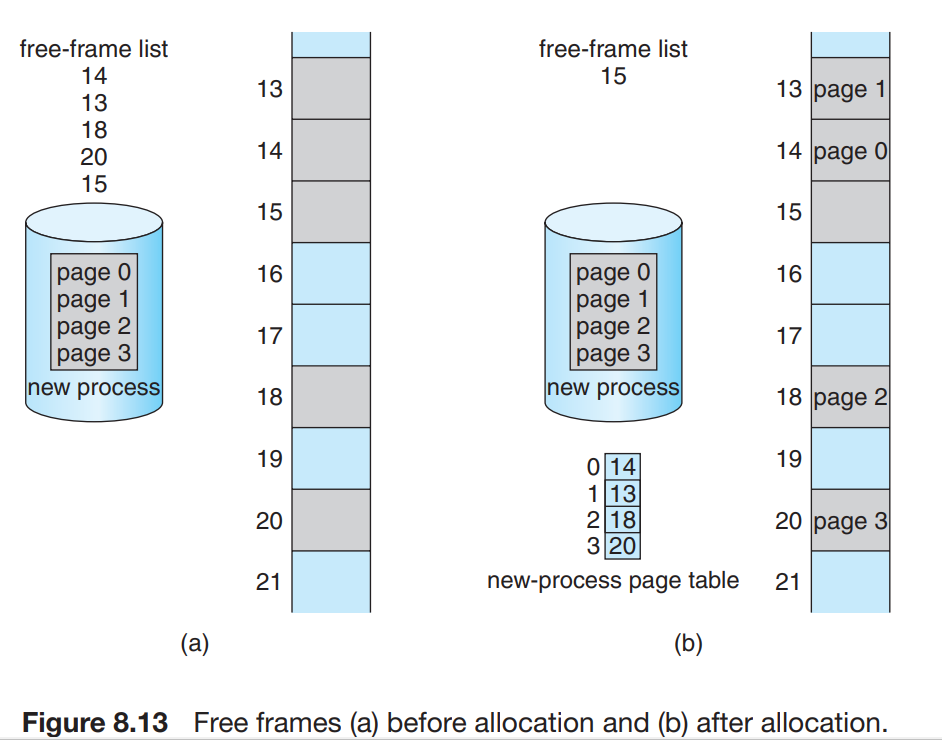 free-frame list
14
13
18
20
15
page 0
page 1
page 2
page 3
new process
13
14
15
16
17
18
19
20
21
(a)
free-frame list
15
page 0
page 1
page 2
page 3
new process
0 14
1 13
2 18
3 20
new-process page table
13 page 1
14 page 0
15
16
17
18 page 2
19
20 page 3
21
(b)
Figure 8.13 Free frames (a) before allocation and (b) after allocation.